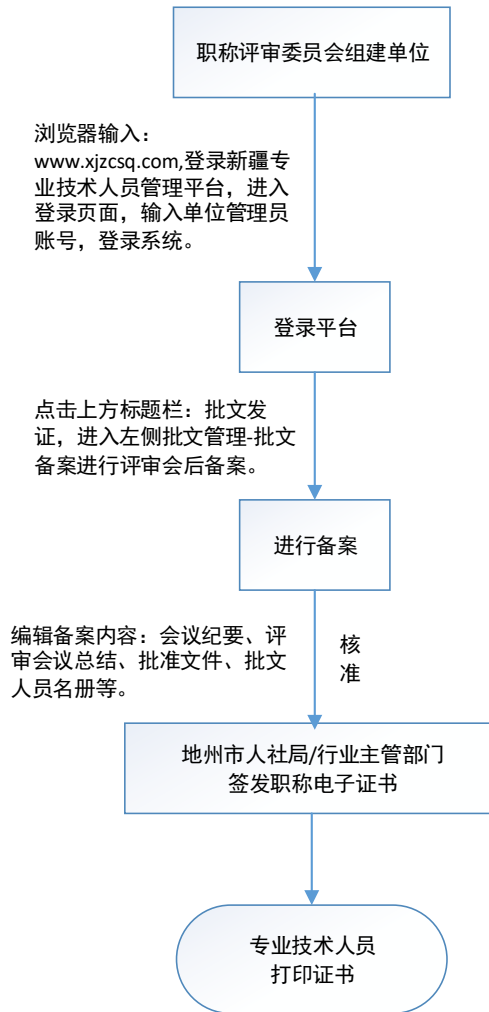 职称评审委员会组建单位
浏览器输入：
www.xjzcsq.com,登录新疆专
业技术人员管理平台，进入
登录页面，输入单位管理员
账号，登录系统。
登录平台
点击上方标题栏：批文发
证，进入左侧批文管理-批文
备案进行评审会后备案。
进行备案
编辑备案内容：会议纪要、评
审会议总结、批准文件、批文
人员名册等。
核
准
地州市人社局/行业主管部门
签发职称电子证书
专业技术人员
打印证书